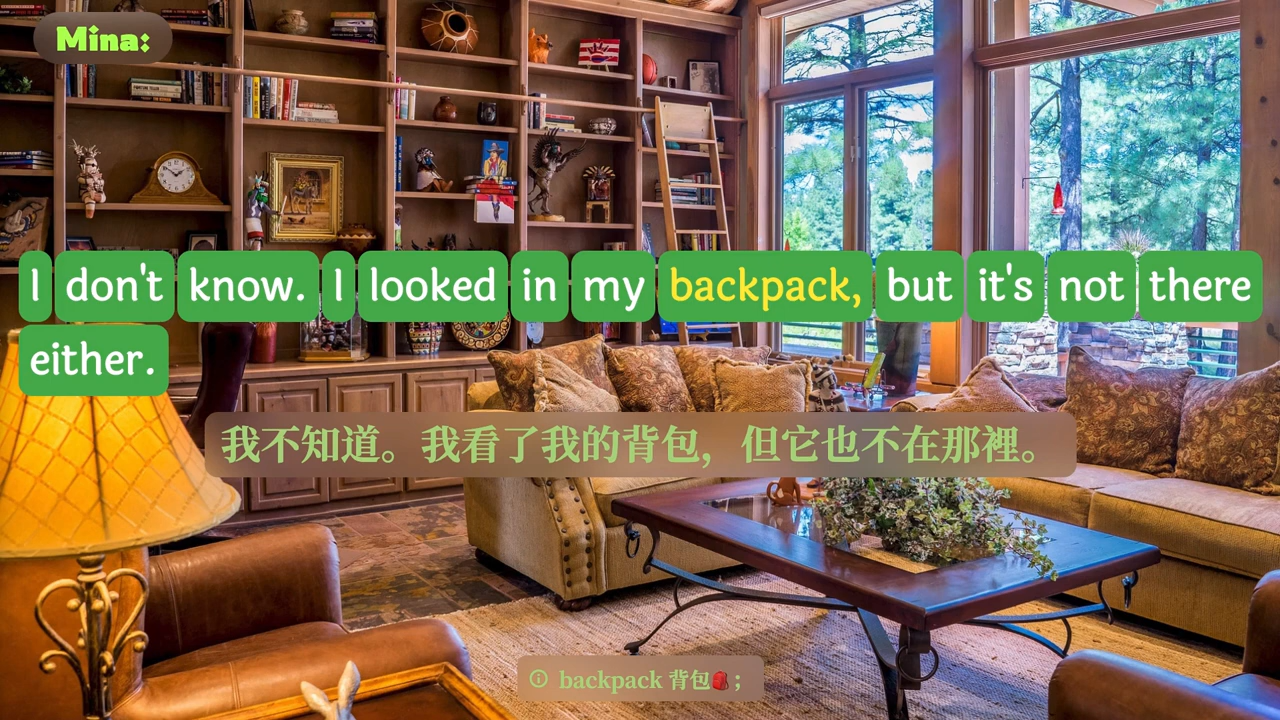 Mina:
I don't know. I looked in my backpack, but it's not there
either.
我不知道。我看了我的背包，但它也不在那裡。
backpack 背包🎒；